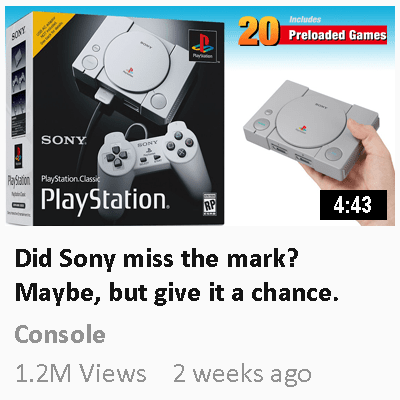 20
Includes
Preloaded Games
SONY
SONY
PlayStation
SONY
SONY
PlayStation.Classic
PlayStation.
RP
PlayStation
SONY
4:43
Did Sony miss the mark?
Maybe, but give it a chance.
Console
1.2M Views 2 weeks ago